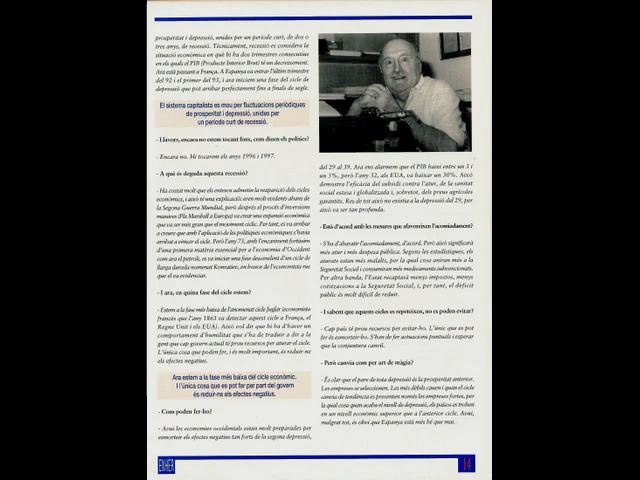 prosperitat i depressió, unides per un període curt, de dos o
tres anys, de recessió. Tècnicament, recessió es considera la
situació econòmica en què hi ha dos trimestres consecutius
en els quals el PIB (Producte Interior Brut) té un decreixement.
Ara està passant a França. A Espanya va entrar l'últim trimestre
del 92 i el primer del 93, i ara iniciem una fase del cicle de
depressió que pot arribar perfectament fins a finals de segle.
El sistema capitalista es mou per fluctuacions periòdiques
de prosperitat i depressió, unides per
un període curt de recessió.
- Llavors, encara no estem tocant fons, com diuen els polítics?
- Encara no. Hi tocarem els anys 1996 i 1997.
- A què és deguda aquesta recessió?
- Ha costat molt que els entesos admetin la reaparició dels cicles
econòmics, i això té una explicació: eren molt evidents abans de la
Segona Guerra Mundial, però després el procés d'inversions
massives (Pla Marshall a Europa) va crear una expansió econòmica
que va ser més gran que el moviment cíclic. Per tant, es va arribar
a creure que amb l'aplicació de les polítiques econòmiques s'havia
arribat a vèncer el cicle. Però l'any 73, amb l'encariment fortíssim
d'una primera matèria essencial per a l'economia d'Occident
com ara el petroli, es va iniciar una fase descendent d'un cicle de
llarga durada nomenat Kondratiev, en honor de l'economista rus
que el va evidenciar.
- I ara, en quina fase del cicle estem?
- Estem a la fase més baixa de l'anomenat cicle Juglar (economista
francès que l'any 1863 va detectar aquest cicle a França, el
Regne Unit i els EUA). Això vol dir que hi ha d'haver un
comportament d'humilitat que s'ha de traduir a dir a la
gent que cap govern actual té prou recursos per aturar el cicle.
L'única cosa que poden fer, i és molt important, és reduir-ne
els efectes negatius.
Ara estem a la fase més baixa del cicle econòmic.
I l'única cosa que es pot fer per part del govern
és reduir-ne els efectes negatius.
- Com poden fer-ho?
- Avui les economies occidentals estan molt preparades per
esmorteir els efectes negatius tan forts de la segona depressió,
del 29 al 39. Ara ens alarmem que el PIB baixi entre un 3 i
un 5%, però l'any 32, als EUA, va baixar un 30%. Això
demostra l'eficàcia del subsidi contra l'atur, de la sanitat
social estesa i globalitzada i, sobretot, dels preus agrícoles
garantits. Res de tot això no existia a la depressió del 29, per
això va ser tan profunda.
- Està d'acord amb les mesures que afavoreixen l'acomiadament?
- S'ha d'abaratir l'acomiadament, d'acord. Però això significarà
més atur i més despesa pública. Segons les estadístiques, els
aturats estan més malalts, per la qual cosa aniran més a la
Seguretat Social i consumiran més medicaments subvencionats.
Per altra banda, l'Estat recaptarà menys impostos, menys
cotitzacions a la Seguretat Social, i, per tant, el dèficit
públic és molt difícil de reduir.
- I sabent que aquests cicles es repeteixen, no es poden evitar?
- Cap país té prou recursos per evitar-ho. L'únic que es pot
fer és esmorteir-ho. S'han de fer actuacions puntuals i esperar
que la conjuntura canviï.
- Però canvia com per art de màgia?
- És clar que el pare de tota depressió és la prosperitat anterior.
Les empreses se seleccionen. Les més dèbils cauen i quan el cicle
canvia de tendència es presenten només les empreses fortes, per
la qual cosa quan acaba el nivell de depressió, els països es troben
en un nivell econòmic superior que a l'anterior cicle. Avui,
malgrat tot, és obvi que Espanya està més bé que mai.
ENHER
14